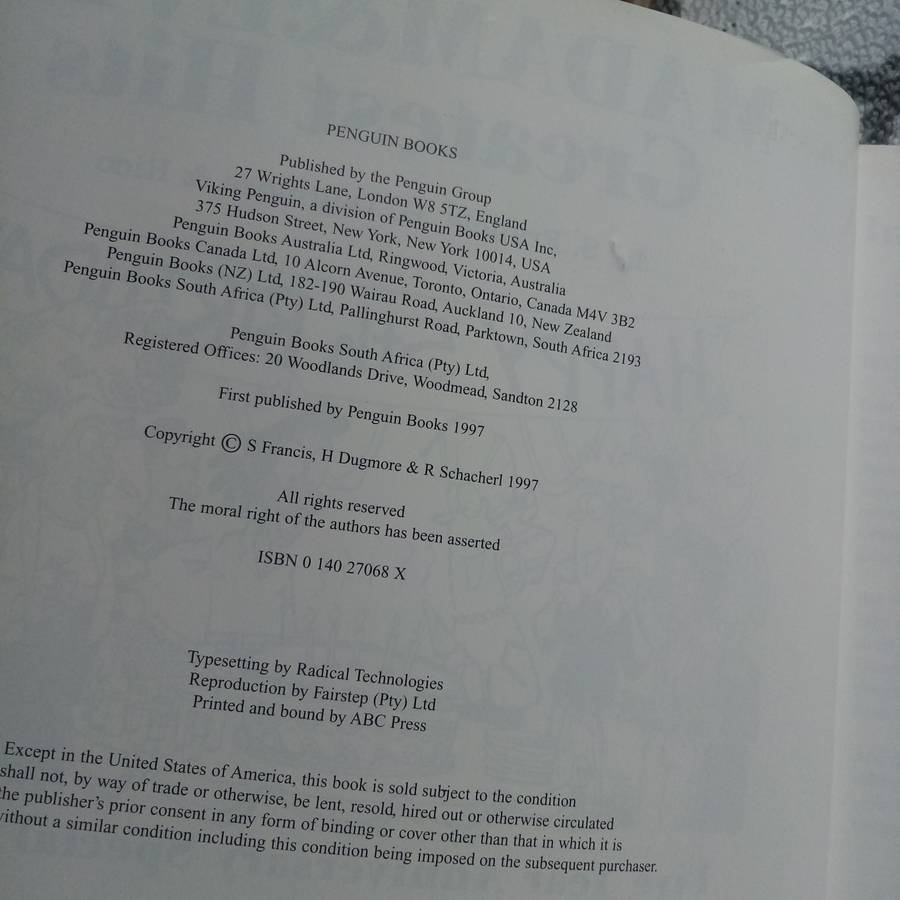 PENGUIN BOOKS
Published by the Penguin Group
27 Wrights Lane, London W8 5TZ, England
Viking Penguin, a division of Penguin Books USA Inc,
375 Hudson Street, New York, New York 10014, USA
Penguin Books Australia Ltd, Ringwood, Victoria, Australia
Penguin Books Canada Ltd, 10 Alcorn Avenue, Toronto, Ontario, Canada M4V 3B2
Penguin Books (NZ) Ltd, 182-190 Wairau Road, Auckland 10, New Zealand
Penguin Books South Africa (Pty) Ltd, Pallinghurst Road, Parktown, South Africa 2193
Penguin Books South Africa (Pty) Ltd,
Registered Offices: 20 Woodlands Drive, Woodmead, Sandton 2128
First published by Penguin Books 1997
Copyright © S Francis, H Dugmore & R Schacherl 1997
All rights reserved
The moral right of the authors has been asserted
ISBN 0 140 27068 X
Typesetting by Radical Technologies
Reproduction by Fairstep (Pty) Ltd
Printed and bound by ABC Press
Except in the United States of America, this book is sold subject to the condition
shall not, by way of trade or otherwise, be lent, resold, hired out or otherwise circulated
the publisher's prior consent in any form of binding or cover other than that in which it is
without a similar condition including this condition being imposed on the subsequent purchaser.